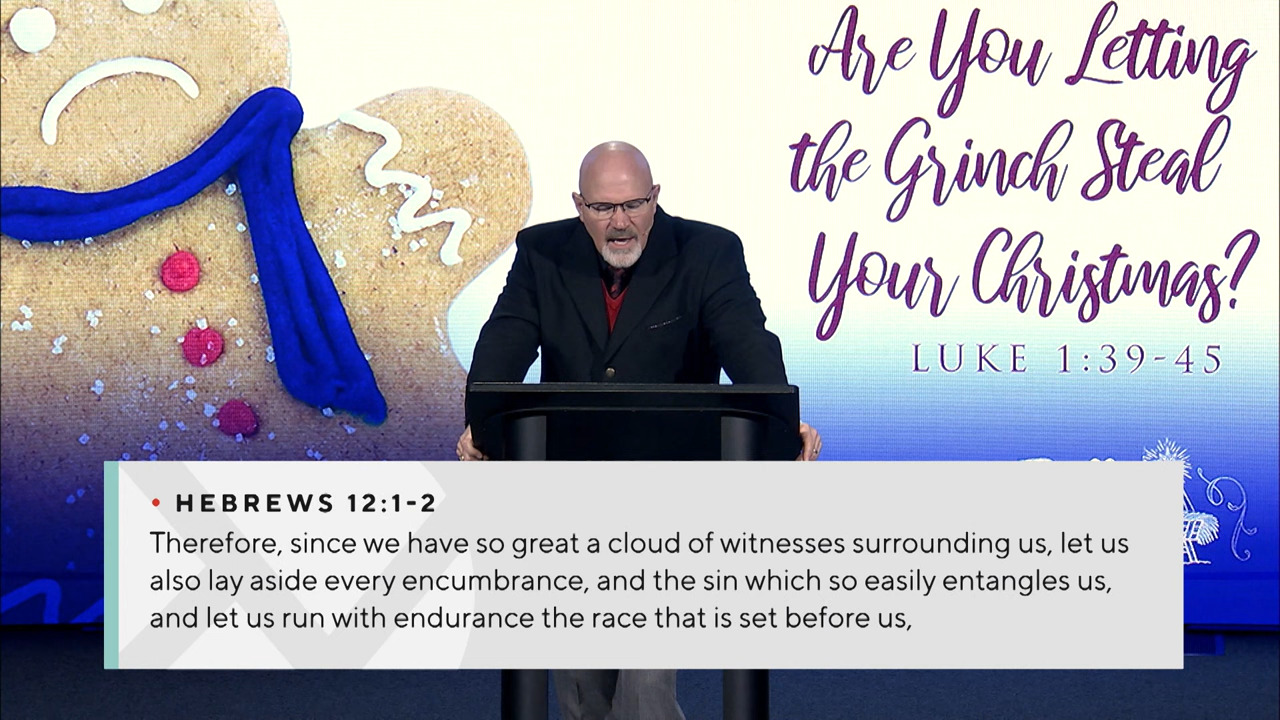 Are You Letting
the Grinch Steal
Your Christmas?
LUKE 1:39-45
• HEBREWS 12:1-2
Therefore, since we have so great a cloud of witnesses surrounding us, let us
also lay aside every encumbrance, and the sin which so easily entangles us,
and let us run with endurance the race that is set before us,